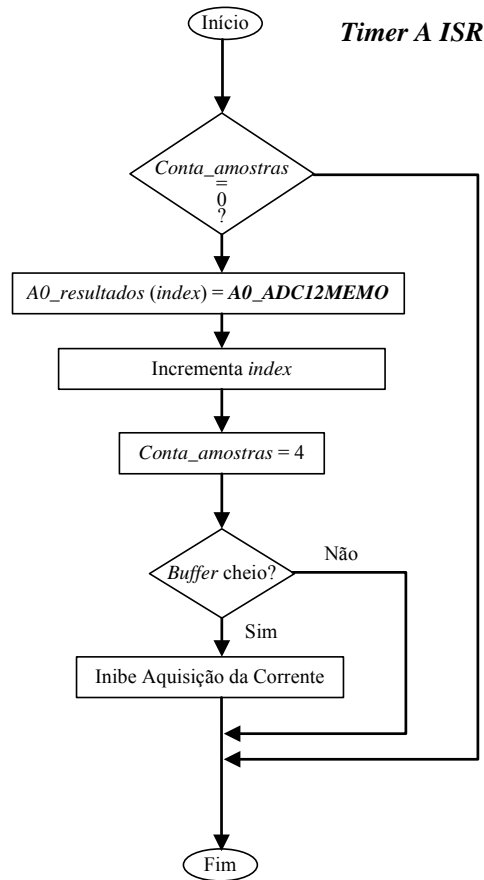 Início
Timer A ISR
Conta_amostras
=
0
?
A0_resultados (index) = A0_ADC12MEMO
Incrementa index
Conta_amostras = 4
Buffer cheio?
Não
Sim
Inibe Aquisição da Corrente
Fim